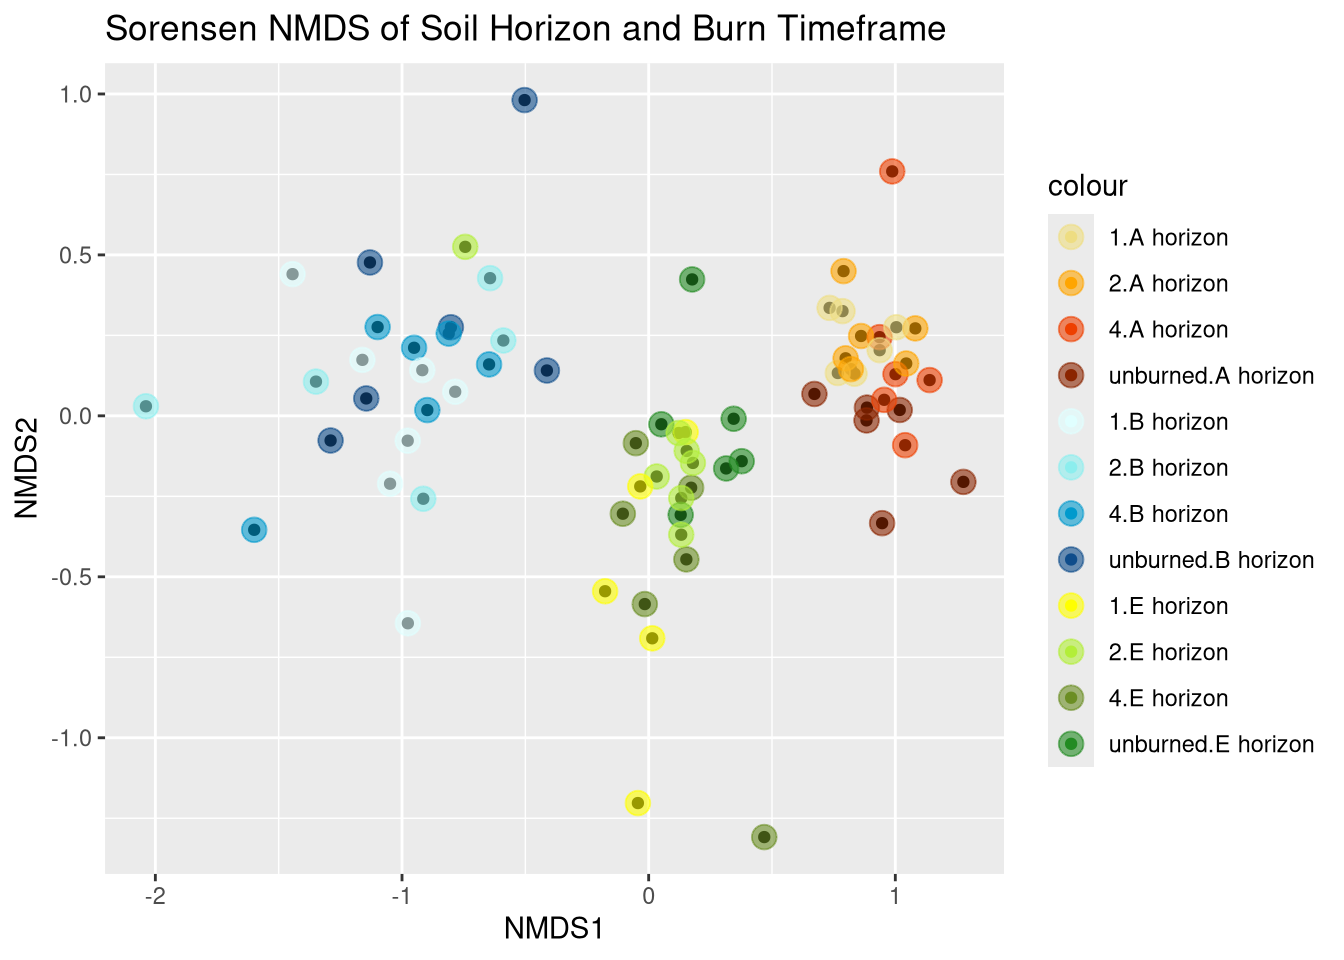 Sorensen NMDS of Soil Horizon and Burn Timeframe
1.0
0.5
0.0
-0.5
-1.0
NMDS2
-2
-1
0
1
NMDS1
colour
1.A horizon
2.A horizon
4.A horizon
unburned.A horizon
1.B horizon
2.B horizon
4.B horizon
unburned.B horizon
1.E horizon
2.E horizon
4.E horizon
unburned.E horizon